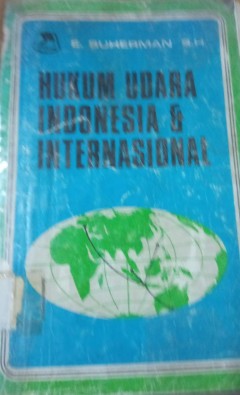 E. SUHERMAN S.H
HUKUM UDARA
INDONESIA &
INTERNASIONAL